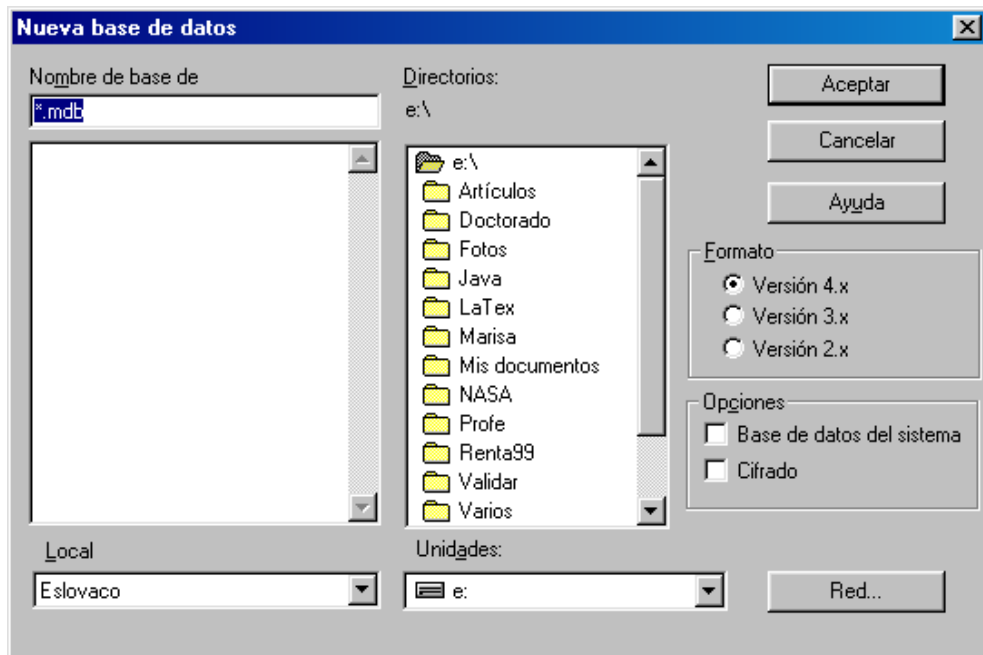 Nueva base de datos
Nombre de base de
*.mdb
Directorios:
e:\
e:\
Artículos
Doctorado
Fotos
Java
LaTex
Marisa
Mis documentos
NASA
Profe
Renta99
Validar
Varios
Aceptar
Cancelar
Ayuda
Formato
Versión 4.x
Versión 3.x
Versión 2.x
Opciones
Base de datos del sistema
Cifrado
Local
Eslovaco
Unidades:
e:
Red...